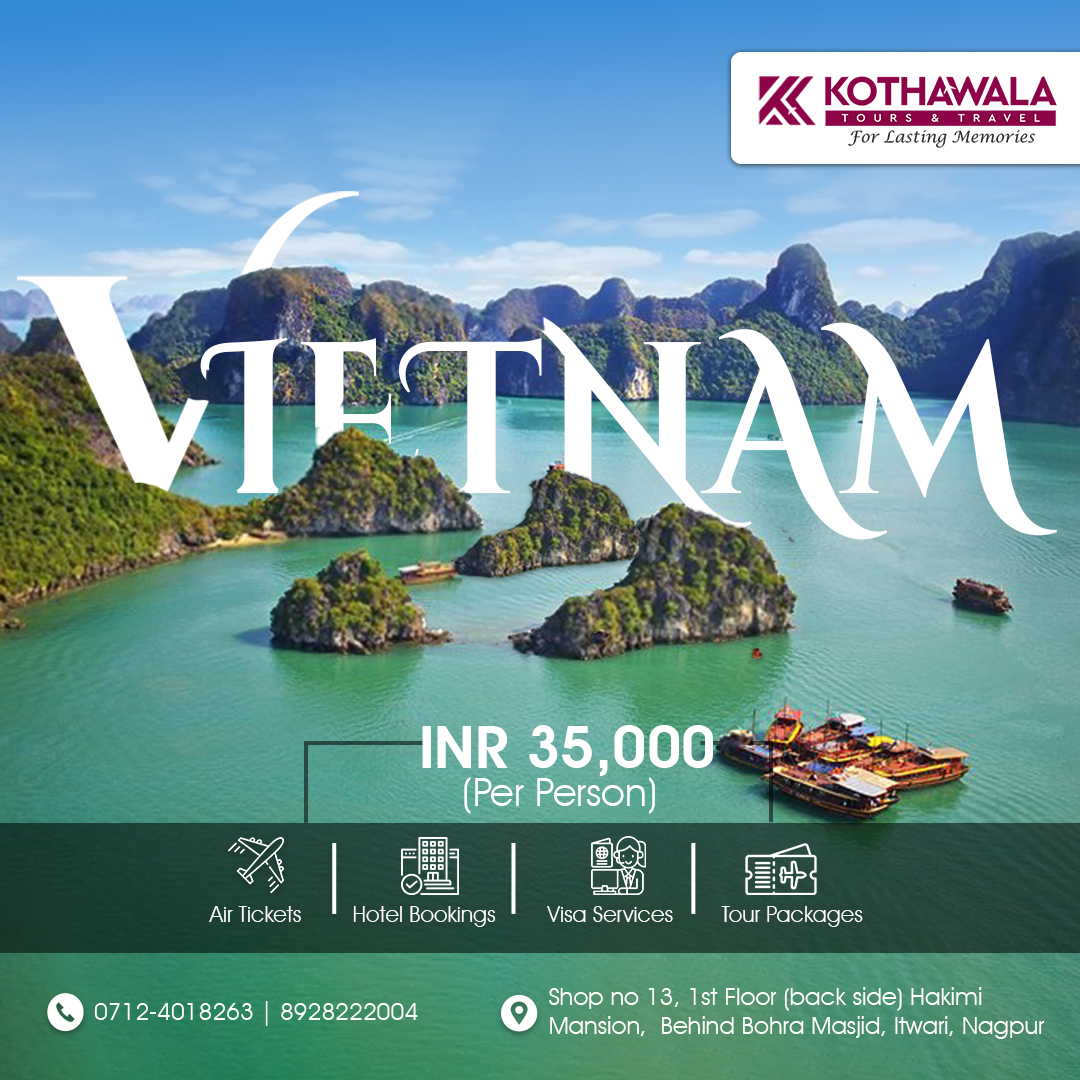 KOTHAWALA
TOURS & TRAVEL
For Lasting Memories
VIETNAM
INR 35,000
(Per Person)
Air Tickets
Hotel Bookings
Visa Services
Tour Packages
0712-4018263 | 8928222004
Shop no 13, 1st Floor (back side) Hakimi
Mansion, Behind Bohra Masjid, Itwari, Nagpur